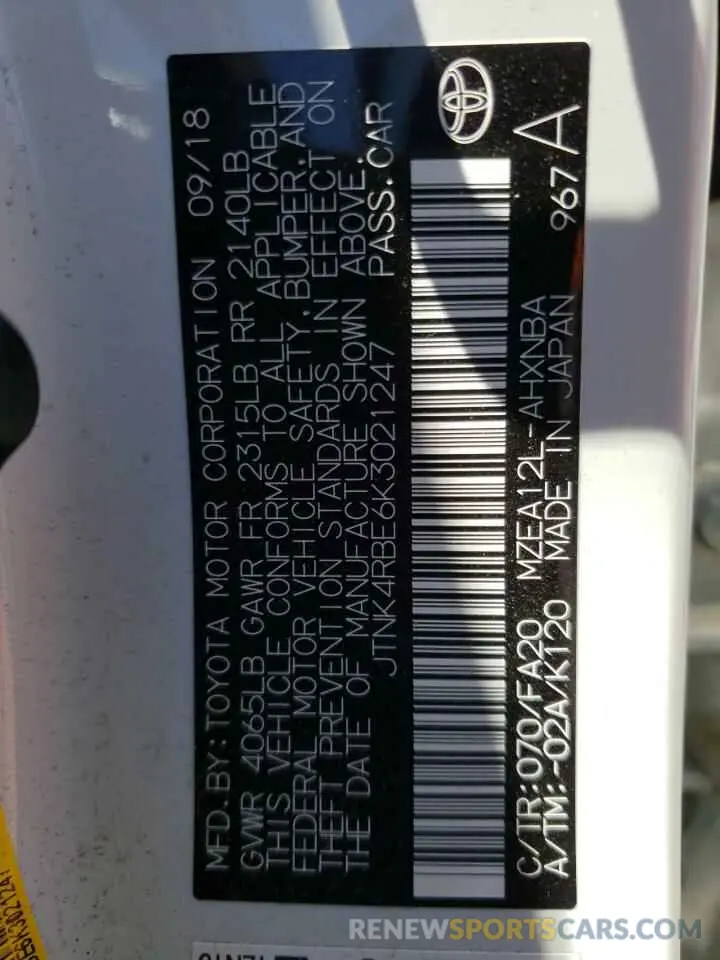 MFD.BY:TOYOTA MOTOR CORPORATION 09/18
GVWR 4065LB GAWR FR 2315LB RR 2140LB
THIS VEHICLE CONFORMS TO ALL APPLICABLE
FEDERAL MOTOR VEHICLE SAFETY,BUMPER,AND
THEFT PREVENTION STANDARDS IN EFFECT ON
THE DATE OF MANUFACTURE SHOWN ABOVE.
JTNK4RBE6K3021247 PASS.CAR
C/TR:070/FA20 MZEA12L-AHXNBA
A/TM:-02A/K120 MADE IN JAPAN 967 A
RENEWSPORTSCARS.COM